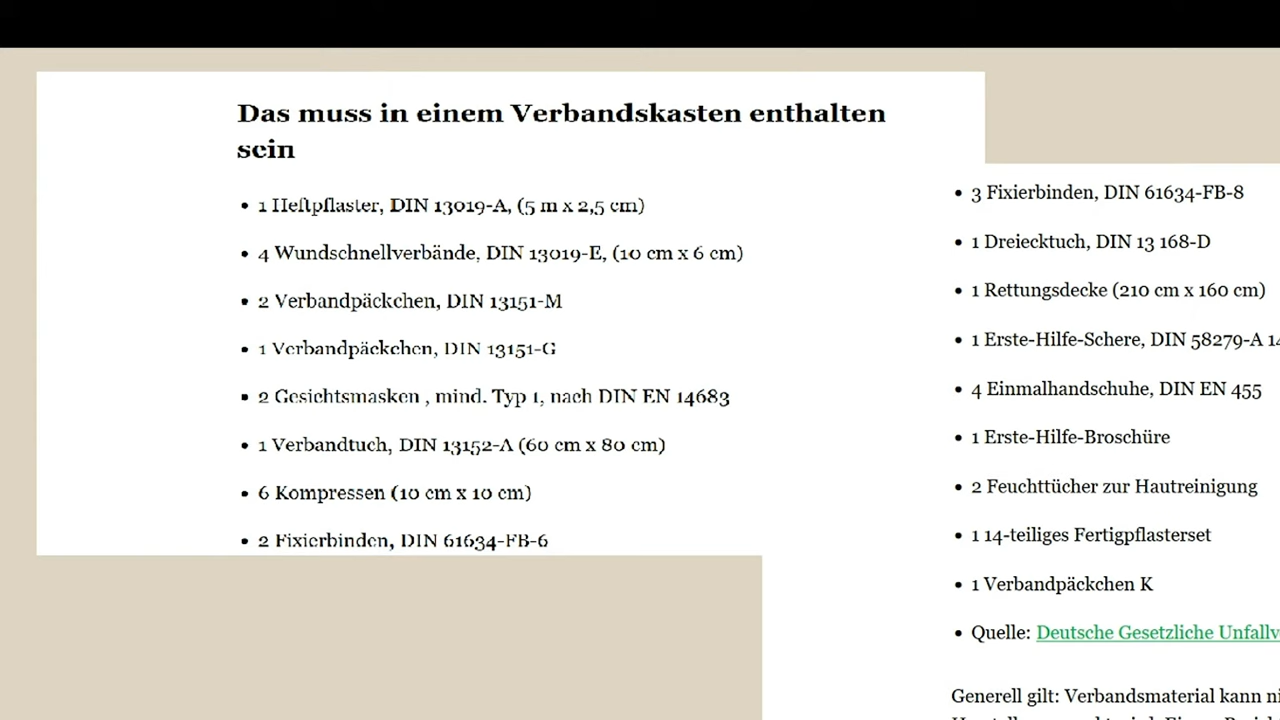 Das muss in einem Verbandskasten enthalten
sein
• 1 Heftpflaster, DIN 13019-A, (5 m x 2,5 cm)
• 4 Wundschnellverbände, DIN 13019-E, (10 cm x 6 cm)
• 2 Verbandpäckchen, DIN 13151-M
• 1 Verbandpäckchen, DIN 13151-G
• 2 Gesichtsmasken , mind. Typ 1, nach DIN EN 14683
• 1 Verbandtuch, DIN 13152-A (60 cm x 80 cm)
• 6 Kompressen (10 cm x 10 cm)
• 2 Fixierbinden, DIN 61634-FB-6
• 3 Fixierbinden, DIN 61634-FB-8
• 1 Dreiecktuch, DIN 13 168-D
• 1 Rettungsdecke (210 cm x 160 cm)
• 1 Erste-Hilfe-Schere, DIN 58279-A
• 4 Einmalhandschuhe, DIN EN 455
• 1 Erste-Hilfe-Broschüre
• 2 Feuchttücher zur Hautreinigung
• 1 14-teiliges Fertigpflasterset
• 1 Verbandpäckchen K
• Quelle: Deutsche Gesetzliche
Generell gilt: Verbandsmaterial kann